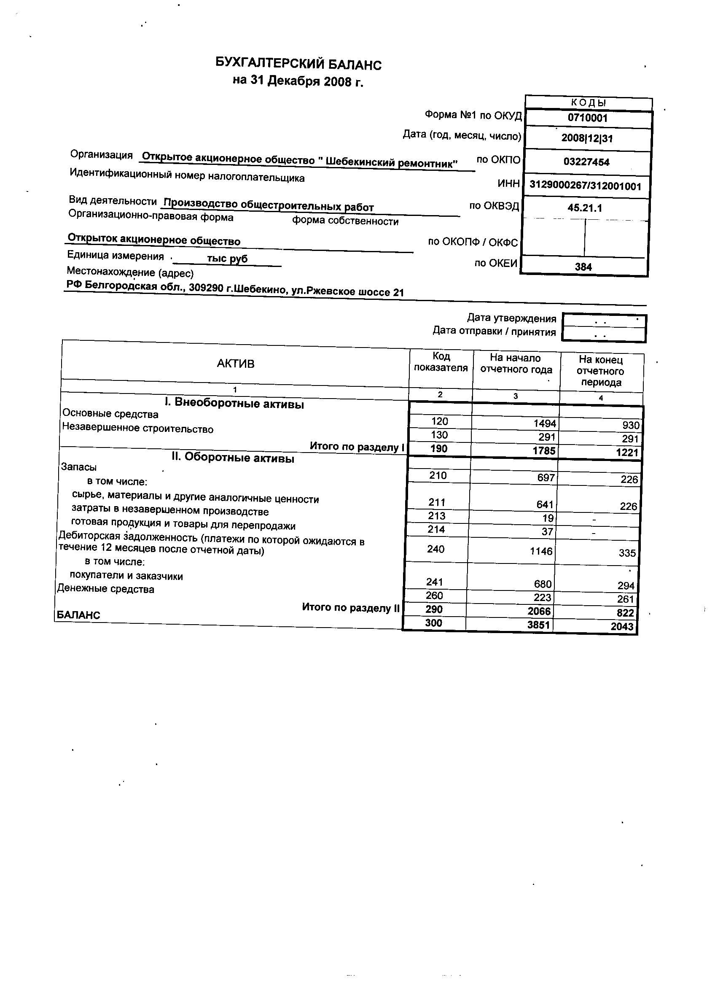 БУХГАЛТЕРСКИЙ БАЛАНС
на 31 Декабря 2008 г.
КОДЫ
Форма №1 по ОКУД 0710001
Дата (год, месяц, число) 2008|12|31
Организация Открытое акционерное общество " Шебекинский ремонтник" по ОКПО 03227454
Идентификационный номер налогоплательщика ИНН 3129000267/312001001
Вид деятельности Производство общестроительных работ по ОКВЭД 45.21.1
Организационно-правовая форма форма собственности
Открыток акционерное общество по ОКОПФ / ОКФС
Единица измерения тыс руб по ОКЕИ 384
Местонахождение (адрес)
РФ Белгородская обл., 309290 г.Шебекино, ул.Ржевское шоссе 21
Дата утверждения . .
Дата отправки / принятия . .
АКТИВ Код показателя На начало отчетного года На конец отчетного периода
1 2 3 4
I. Внеоборотные активы
Основные средства 120 1494 930
Незавершенное строительство 130 291 291
Итого по разделу I 190 1785 1221
II. Оборотные активы
Запасы 210 697 226
в том числе:
сырье, материалы и другие аналогичные ценности 211 641 226
затраты в незавершенном производстве 213 19 -
готовая продукция и товары для перепродажи 214 37 -
Дебиторская задолженность (платежи по которой ожидаются в
течение 12 месяцев после отчетной даты) 240 1146 335
в том числе:
покупатели и заказчики 241 680 294
Денежные средства 260 223 261
Итого по разделу II 290 2066 822
БАЛАНС 300 3851 2043